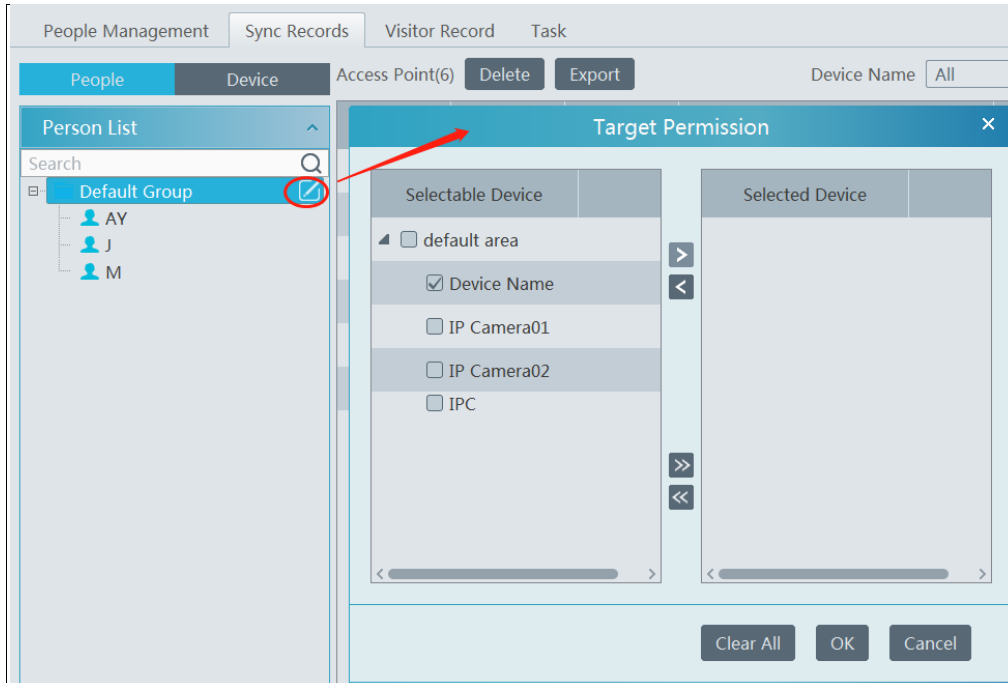 People Management Sync Records Visitor Record Task
People Device Access Point(6) Delete Export Device Name All
Person List
Search
Default Group
AY
J
M
Target Permission
Selectable Device
default area
Device Name
IP Camera01
IP Camera02
IPC
Selected Device
Clear All OK Cancel